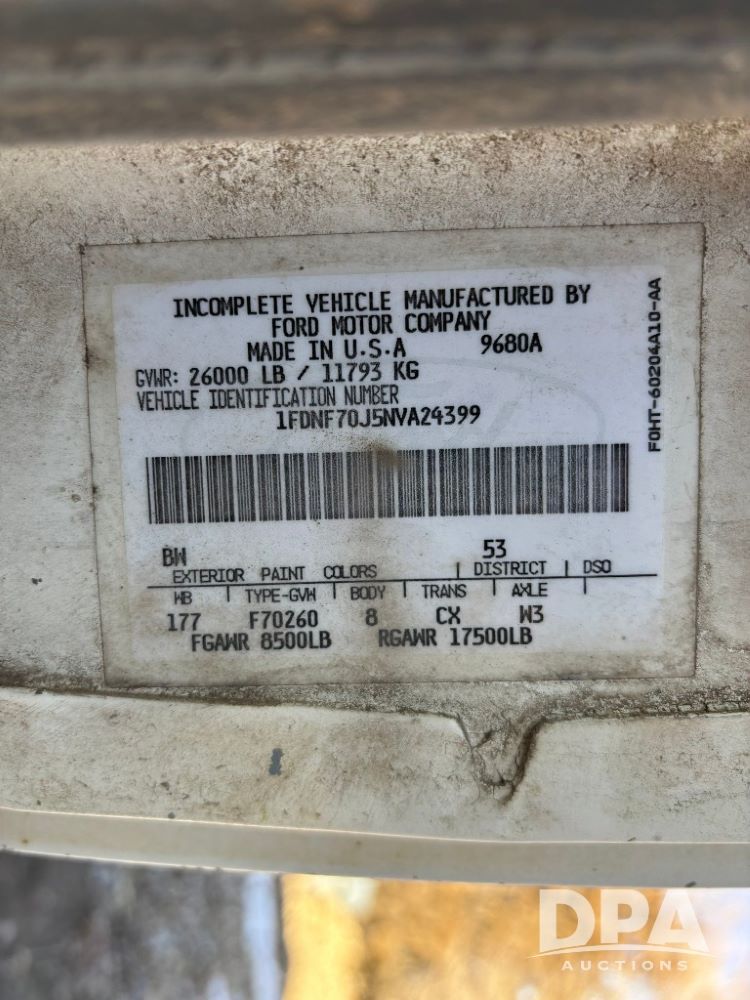 INCOMPLETE VEHICLE MANUFACTURED BY
FORD MOTOR COMPANY
MADE IN U.S.A 9680A
GVWR: 26000 LB / 11793 KG
VEHICLE IDENTIFICATION NUMBER
1FDNF70J5NVA24399
F0HT-60204A10-AA
BW 53
EXTERIOR PAINT COLORS DISTRICT DSO
WB TYPE-GVW BODY TRANS AXLE
177 F70260 8 CX W3
FGAWR 8500LB RGAWR 17500LB
DPA
AUCTIONS